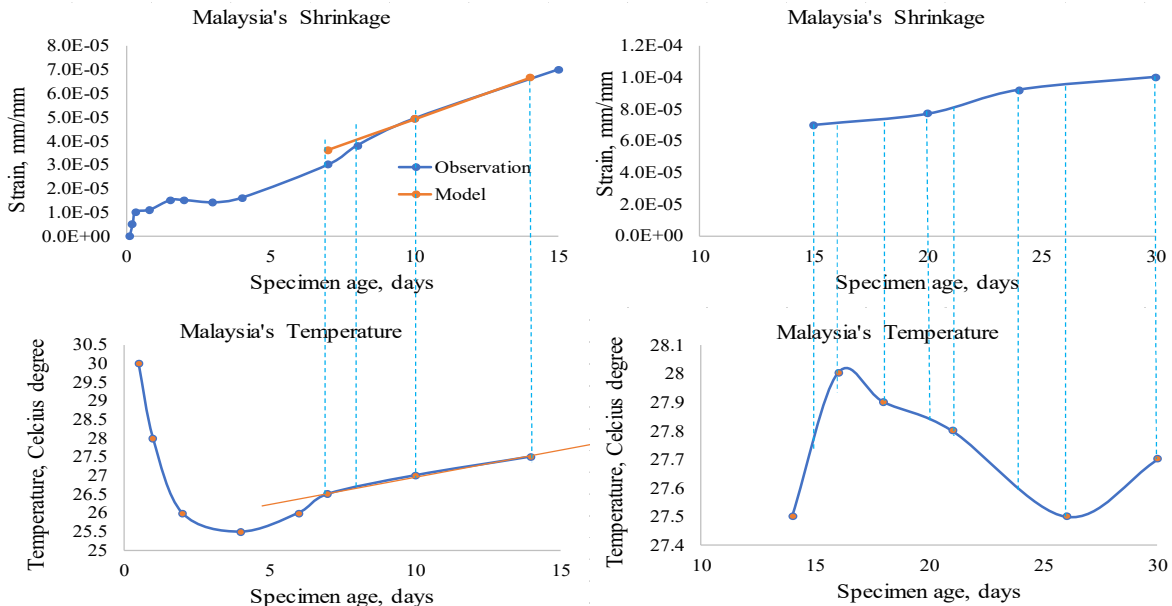 Malaysia's Shrinkage
Strain, mm/mm
8.0E-05
7.0E-05
6.0E-05
5.0E-05
4.0E-05
3.0E-05
2.0E-05
1.0E-05
0.0E+00
Observation
Model
0 5 10 15
Specimen age, days
Malaysia's Shrinkage
Strain, mm/mm
1.2E-04
1.0E-04
8.0E-05
6.0E-05
4.0E-05
2.0E-05
0.0E+00
10 15 20 25 30
Specimen age, days
Malaysia's Temperature
Temperature, Celcius degree
30.5
30
29.5
29
28.5
28
27.5
27
26.5
26
25.5
25
0 5 10 15
Specimen age, days
Malaysia's Temperature
Temperature, Celcius degree
28.1
28
27.9
27.8
27.7
27.6
27.5
27.4
10 15 20 25 30
Specimen age, days